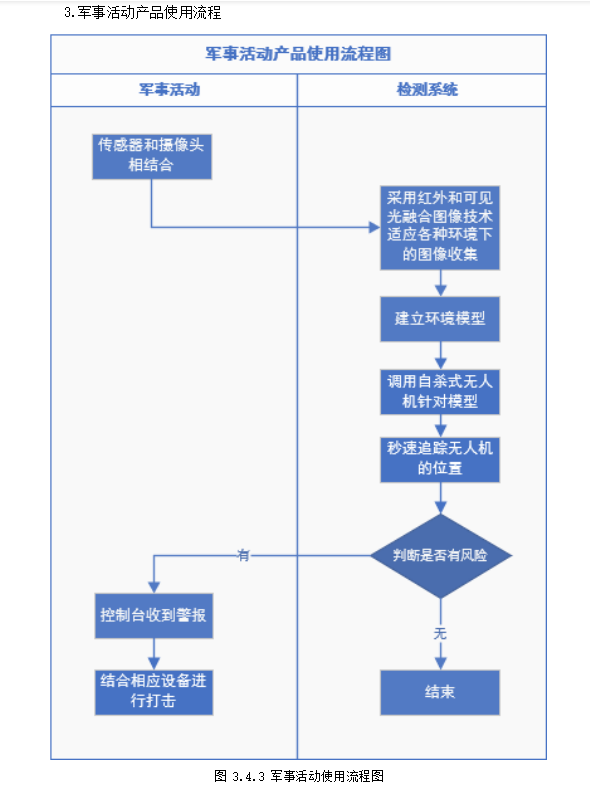 3.军事活动产品使用流程
军事活动产品使用流程图
军事活动
检测系统
传感器和摄像头
相结合
采用红外和可见
光融合图像技术
适应各种环境下
的图像收集
建立环境模型
调用自杀式无人
机针对模型
秒速追踪无人机
的位置
判断是否有风险
有
无
控制台收到警报
结合相应设备进
行打击
结束
图 3.4.3 军事活动使用流程图